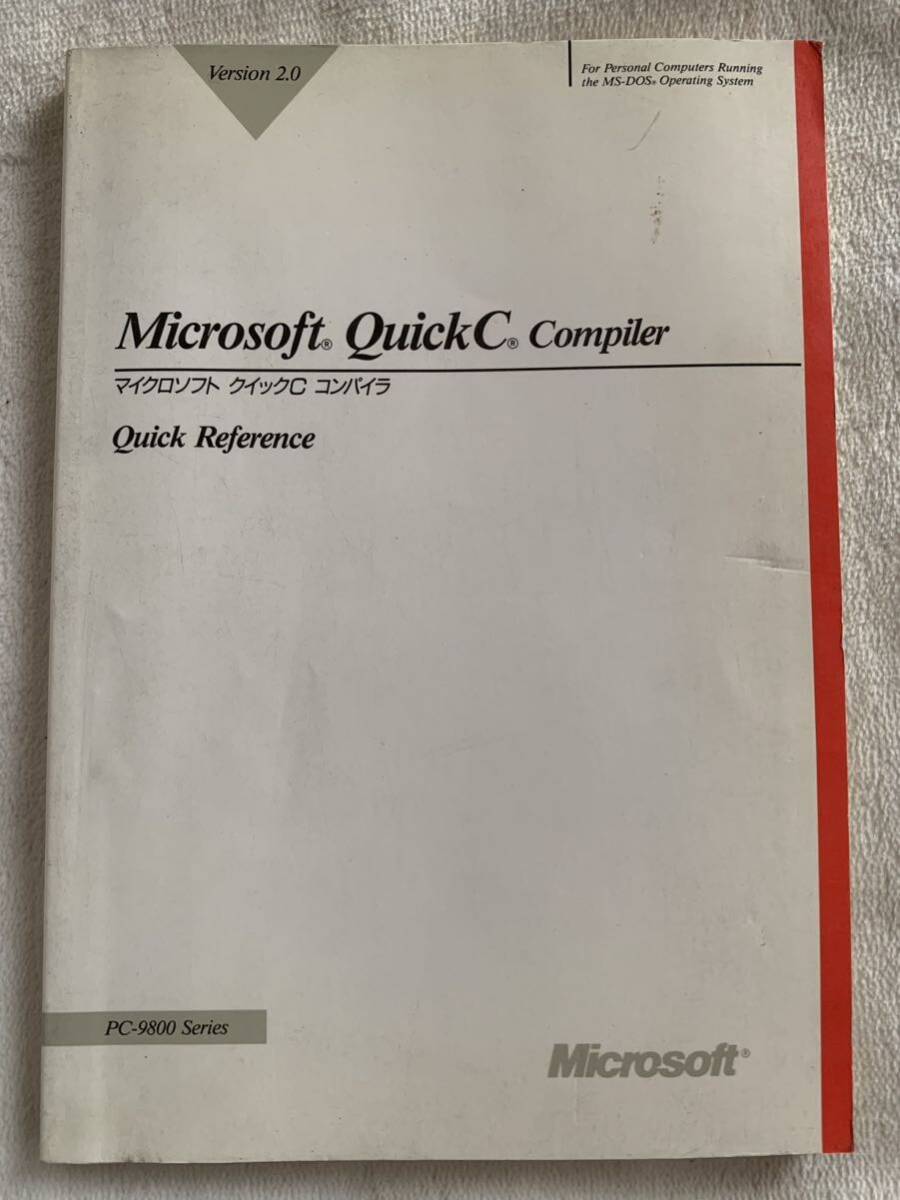 Version 2.0
For Personal Computers Running
the MS-DOS® Operating System
Microsoft® QuickC® Compiler
マイクロソフト クイックC コンパイラ
Quick Reference
PC-9800 Series
Microsoft®